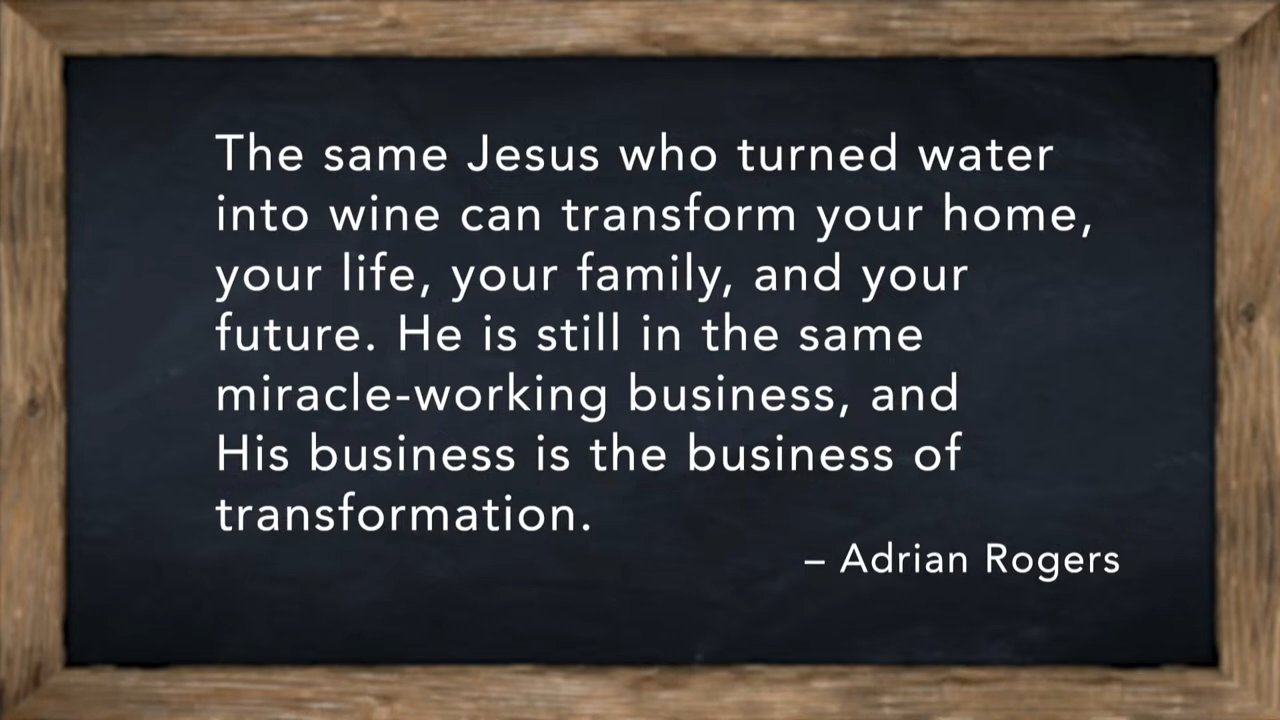 The same Jesus who turned water
into wine can transform your home,
your life, your family, and your
future. He is still in the same
miracle-working business, and
His business is the business of
transformation.
– Adrian Rogers